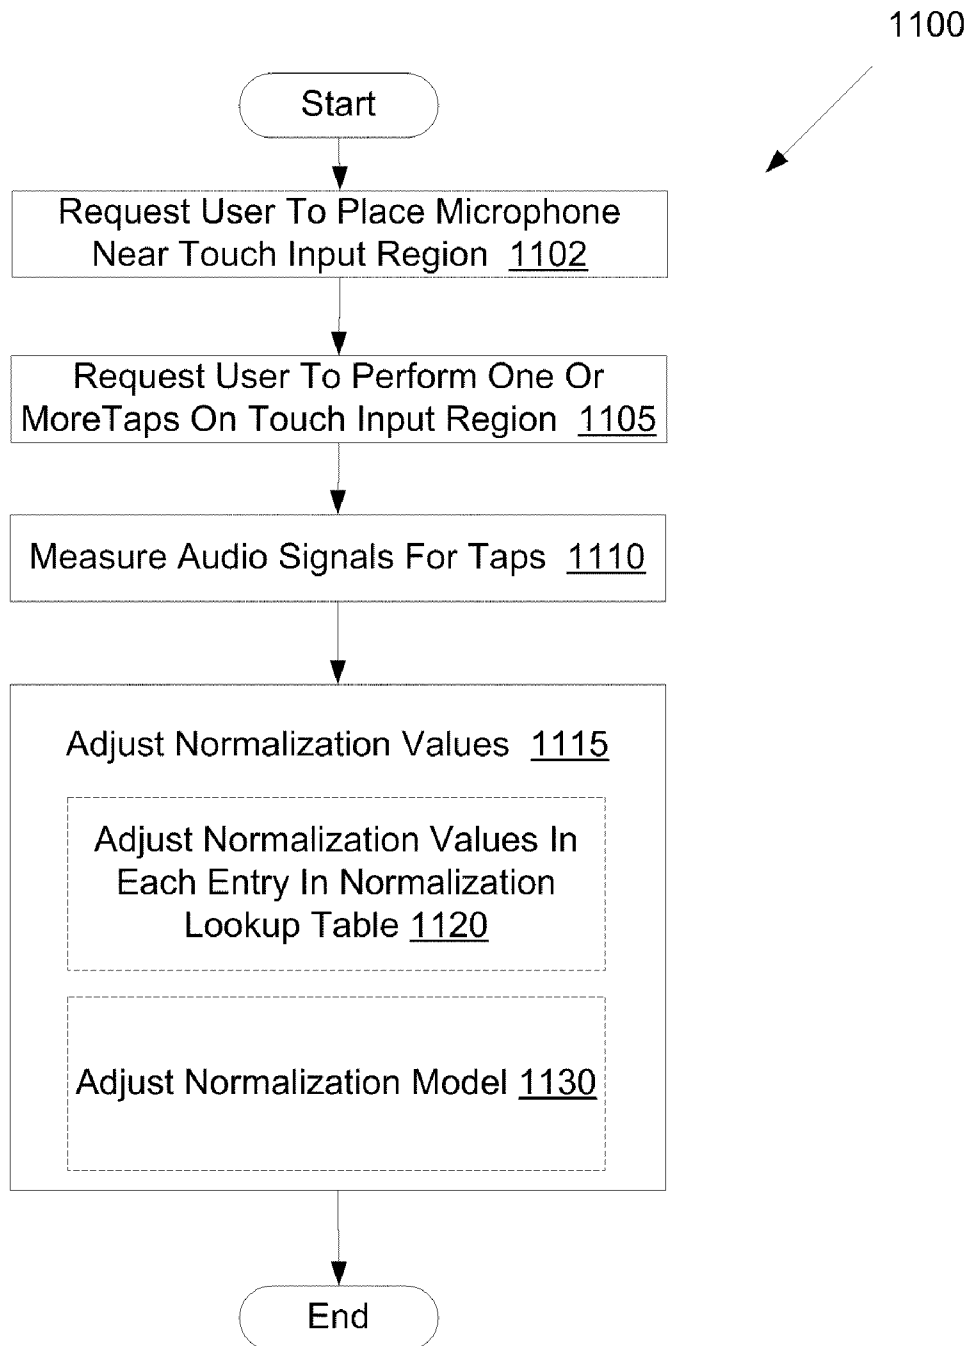 1100
Start
Request User To Place Microphone
Near Touch Input Region 1102
Request User To Perform One Or
MoreTaps On Touch Input Region 1105
Measure Audio Signals For Taps 1110
Adjust Normalization Values 1115
Adjust Normalization Values In
Each Entry In Normalization
Lookup Table 1120
Adjust Normalization Model 1130
End